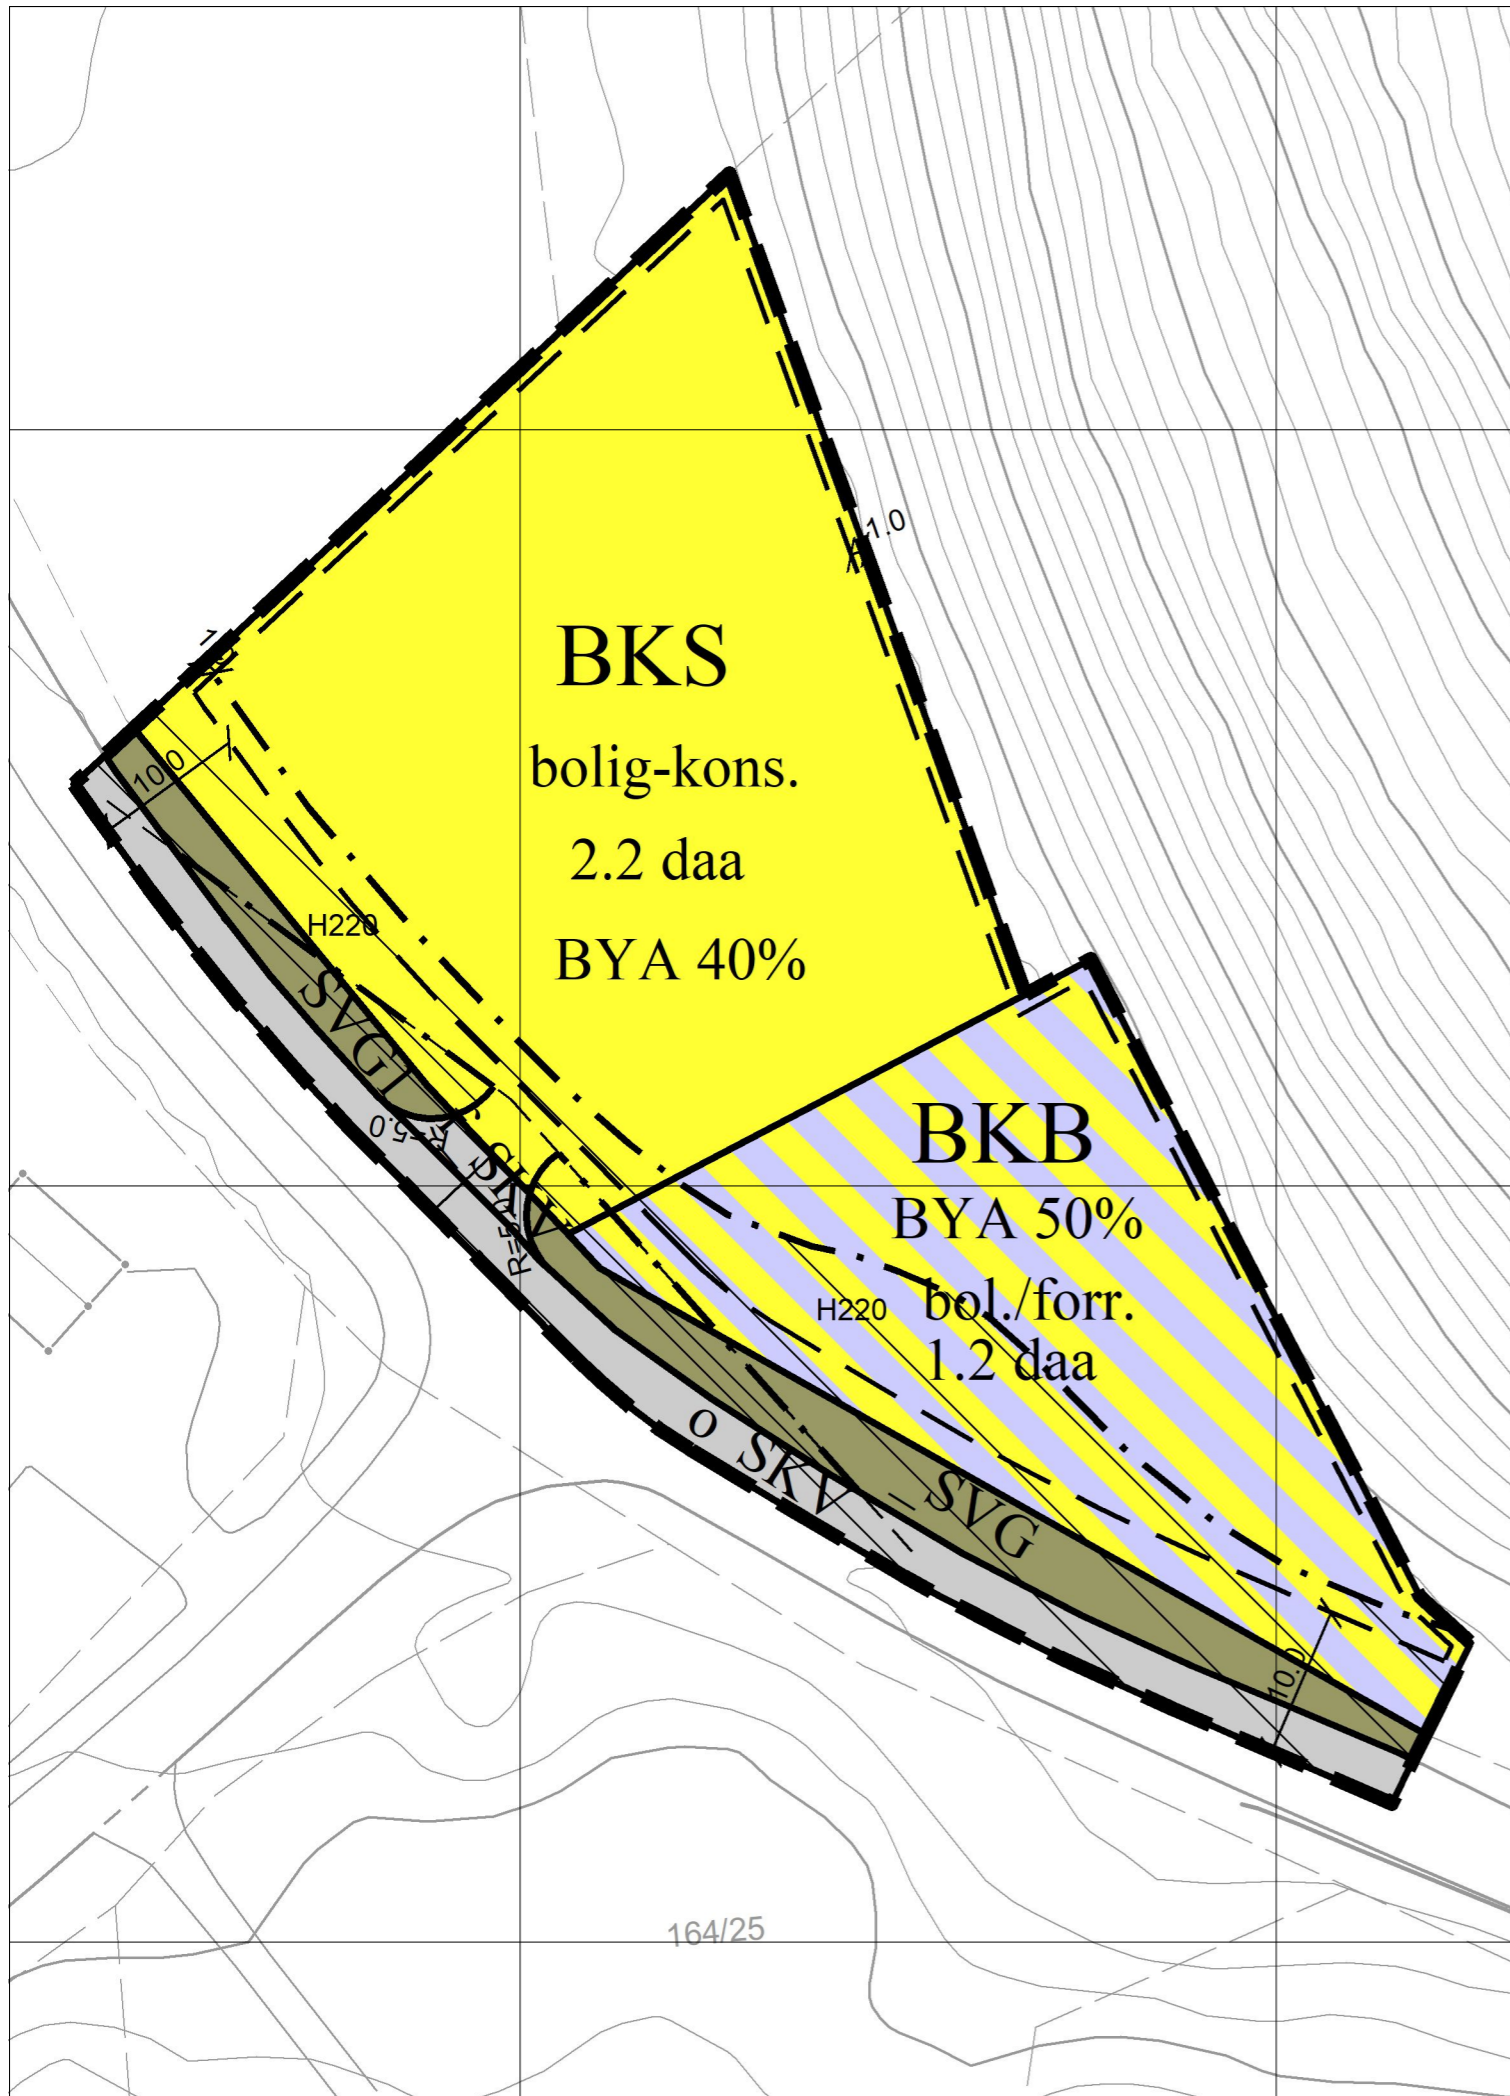 1.0
BKS
bolig-kons.
2.2 daa
BYA 40%
10.0
H220
SVG1
f SKV
R=5.0
R=5.0
BKB
BYA 50%
bol./forr.
1.2 daa
H220
o SKV
SVG
10.0
164/25